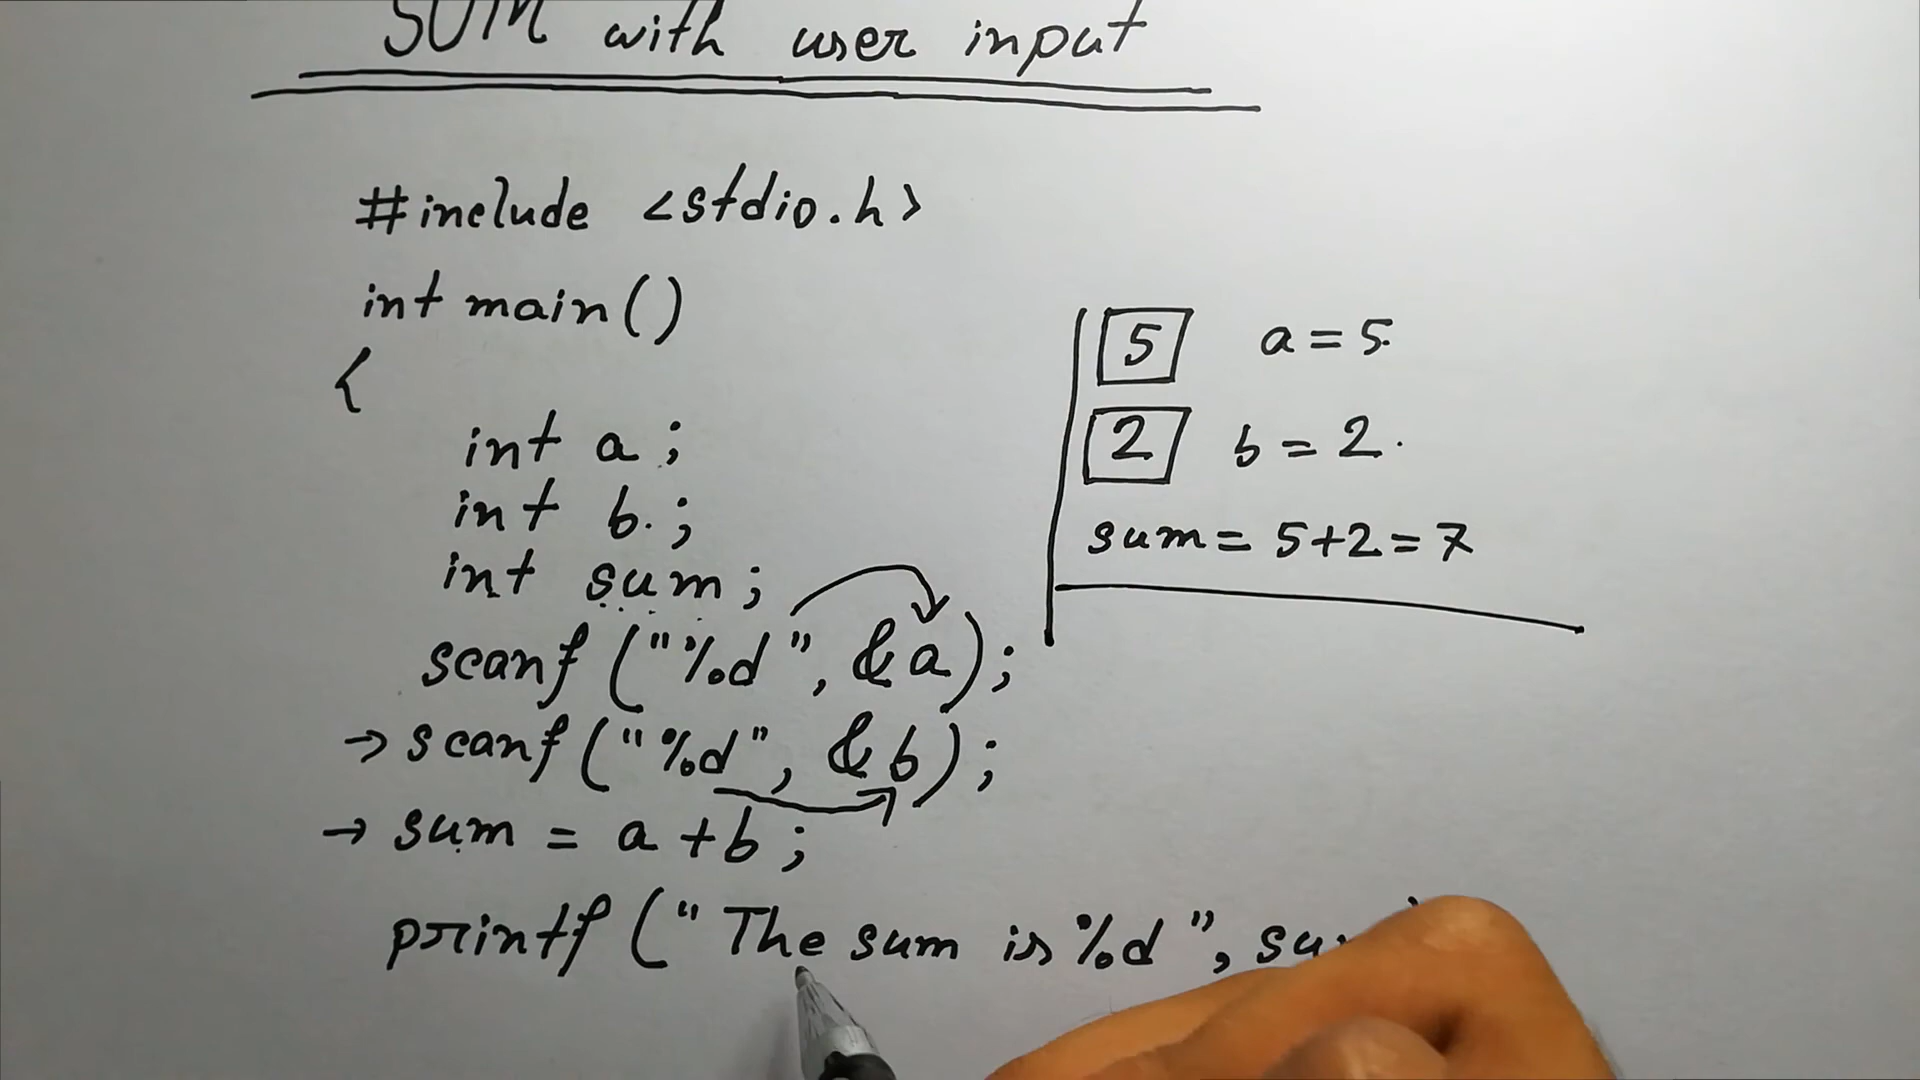 SUM with user input
#include <stdio.h>
int main()
{
int a;
int b;
int sum;
scanf ("%d", &a);
→ scanf ("%d", &b);
→ sum = a + b;
printf ("The sum is %d",
5 a = 5
2 b = 2
sum = 5+2 = 7